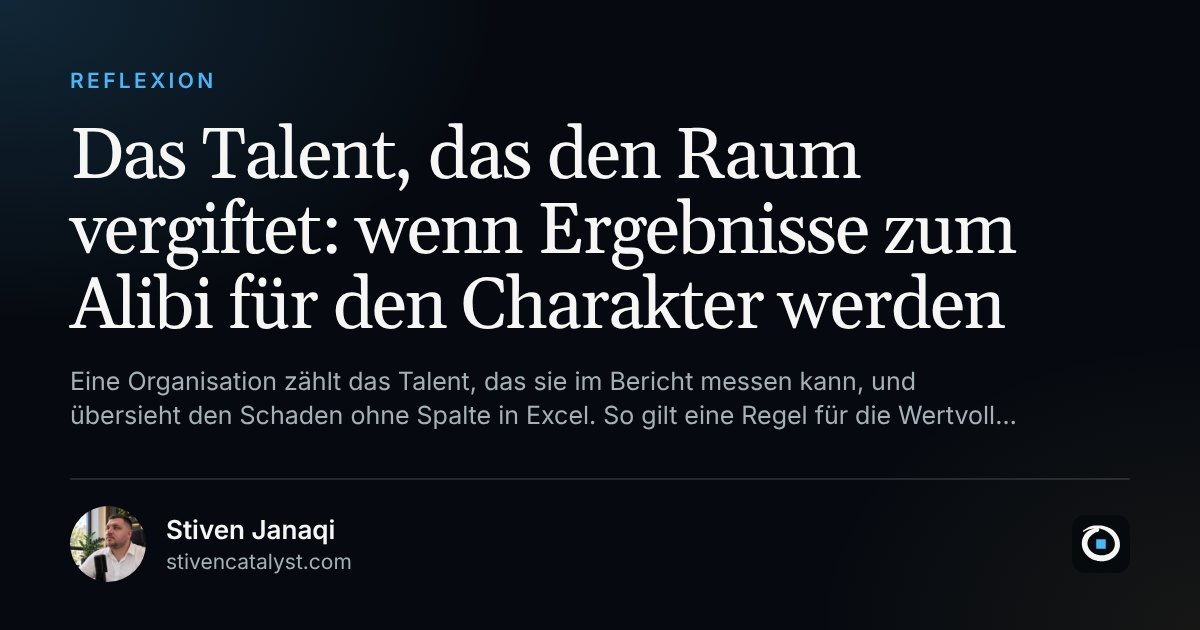 REFLEXION
Das Talent, das den Raum
vergiftet: wenn Ergebnisse zum
Alibi für den Charakter werden
Eine Organisation zählt das Talent, das sie im Bericht messen kann, und
übersieht den Schaden ohne Spalte in Excel. So gilt eine Regel für die Wertvoll...
Stiven Janaqi
stivencatalyst.com